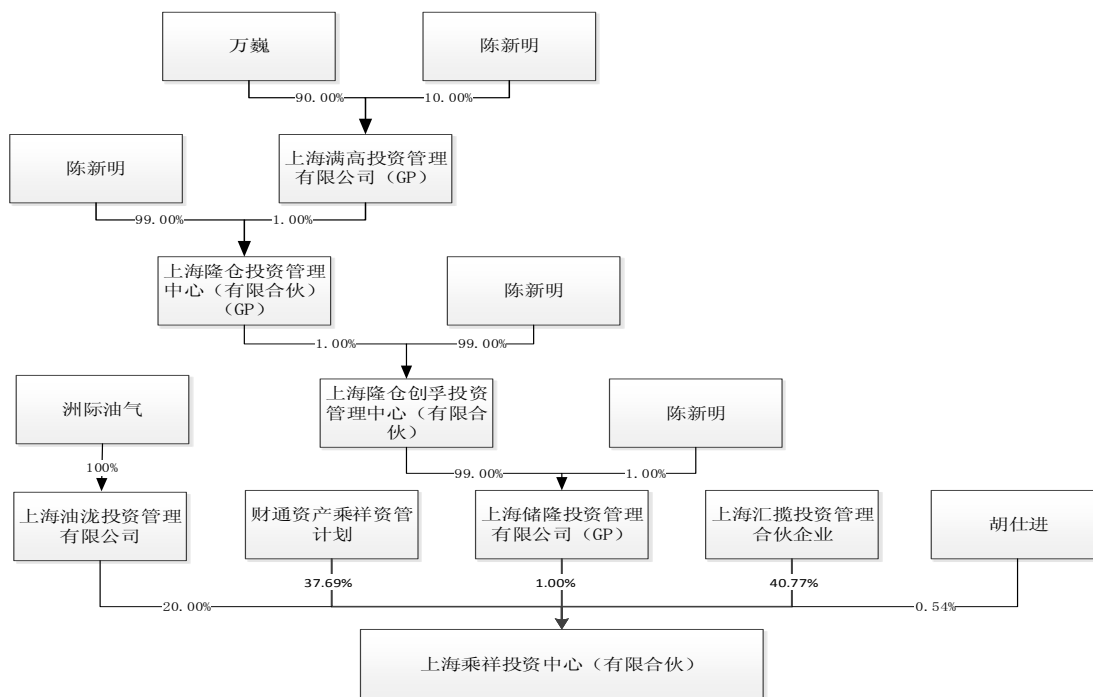 万巍
陈新明
90.00%
10.00%
陈新明
上海满高投资管理
有限公司（GP）
99.00%
1.00%
上海隆仓投资管理
中心（有限合伙）
（GP）
陈新明
1.00%
99.00%
洲际油气
上海隆仓创孚投资
管理中心（有限合
伙）
陈新明
100%
99.00%
1.00%
上海油泷投资管理
有限公司
财通资产乘祥资管
计划
上海储隆投资管理
有限公司（GP）
上海汇揽投资管理
合伙企业
胡仕进
37.69%
1.00%
40.77%
20.00%
0.54%
上海乘祥投资中心（有限合伙）